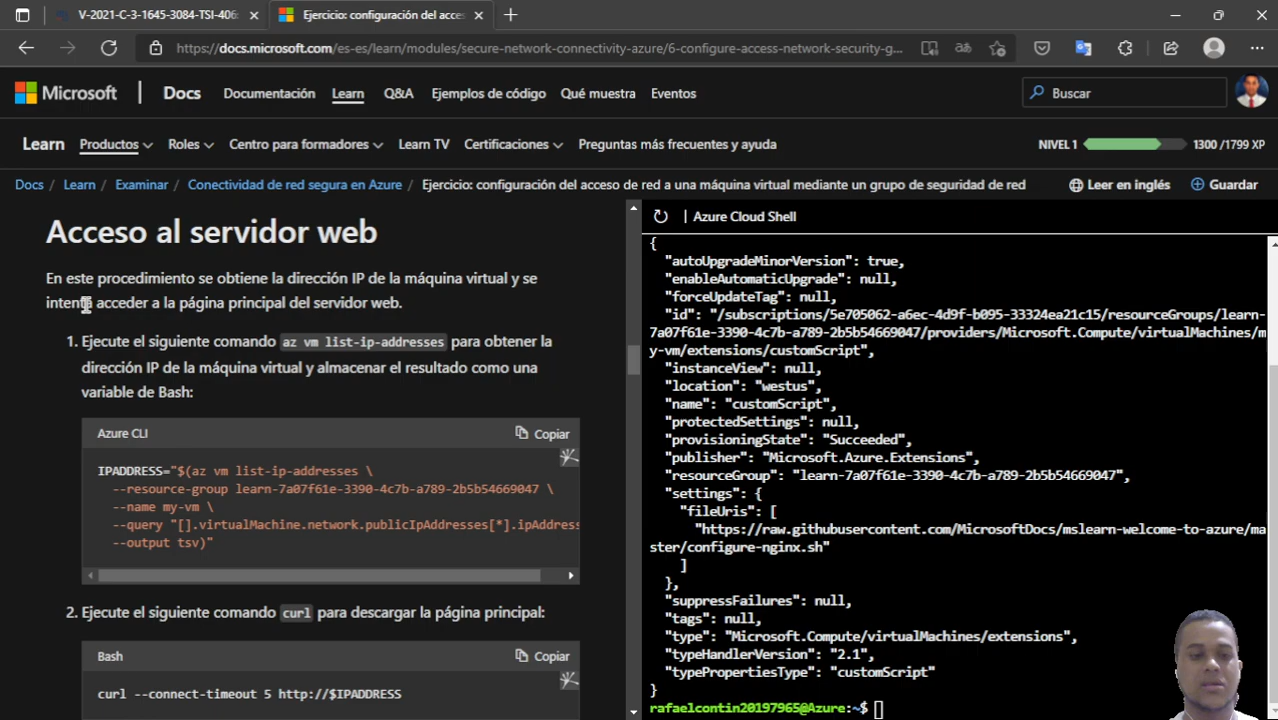 V-2021-C-3-1645-3084-TSI-406
Ejercicio: configuración del acces
https://docs.microsoft.com/es-es/learn/modules/secure-network-connectivity-azure/6-configure-access-network-security-g...
Microsoft
Docs
Documentación
Learn
Q&A
Ejemplos de código
Qué muestra
Eventos
Buscar
Learn
Productos
Roles
Centro para formadores
Learn TV
Certificaciones
Preguntas más frecuentes y ayuda
NIVEL 1
1300 /1799 XP
Docs / Learn / Examinar / Conectividad de red segura en Azure / Ejercicio: configuración del acceso de red a una máquina virtual mediante un grupo de seguridad de red
Leer en inglés
Guardar
Acceso al servidor web
En este procedimiento se obtiene la dirección IP de la máquina virtual y se
intenta acceder a la página principal del servidor web.
1. Ejecute el siguiente comando az vm list-ip-addresses para obtener la
dirección IP de la máquina virtual y almacenar el resultado como una
variable de Bash:
Azure CLI
Copiar
IPADDRESS="$(az vm list-ip-addresses \
--resource-group learn-7a07f61e-3390-4c7b-a789-2b5b54669047 \
--name my-vm \
--query "[].virtualMachine.network.publicIpAddresses[*].ipAddress
--output tsv)"
2. Ejecute el siguiente comando curl para descargar la página principal:
Bash
Copiar
curl --connect-timeout 5 http://$IPADDRESS
| Azure Cloud Shell
{
"autoUpgradeMinorVersion": true,
"enableAutomaticUpgrade": null,
"forceUpdateTag": null,
"id": "/subscriptions/5e705062-a6ec-4d9f-b095-33324ea21c15/resourceGroups/learn-
7a07f61e-3390-4c7b-a789-2b5b54669047/providers/Microsoft.Compute/virtualMachines/m
y-vm/extensions/customScript",
"instanceView": null,
"location": "westus",
"name": "customScript",
"protectedSettings": null,
"provisioningState": "Succeeded",
"publisher": "Microsoft.Azure.Extensions",
"resourceGroup": "learn-7a07f61e-3390-4c7b-a789-2b5b54669047",
"settings": {
"fileUris": [
"https://raw.githubusercontent.com/MicrosoftDocs/mslearn-welcome-to-azure/ma
ster/configure-nginx.sh"
]
},
"suppressFailures": null,
"tags": null,
"type": "Microsoft.Compute/virtualMachines/extensions",
"typeHandlerVersion": "2.1",
"typePropertiesType": "customScript"
}
rafaelcontin20197965@Azure:~$